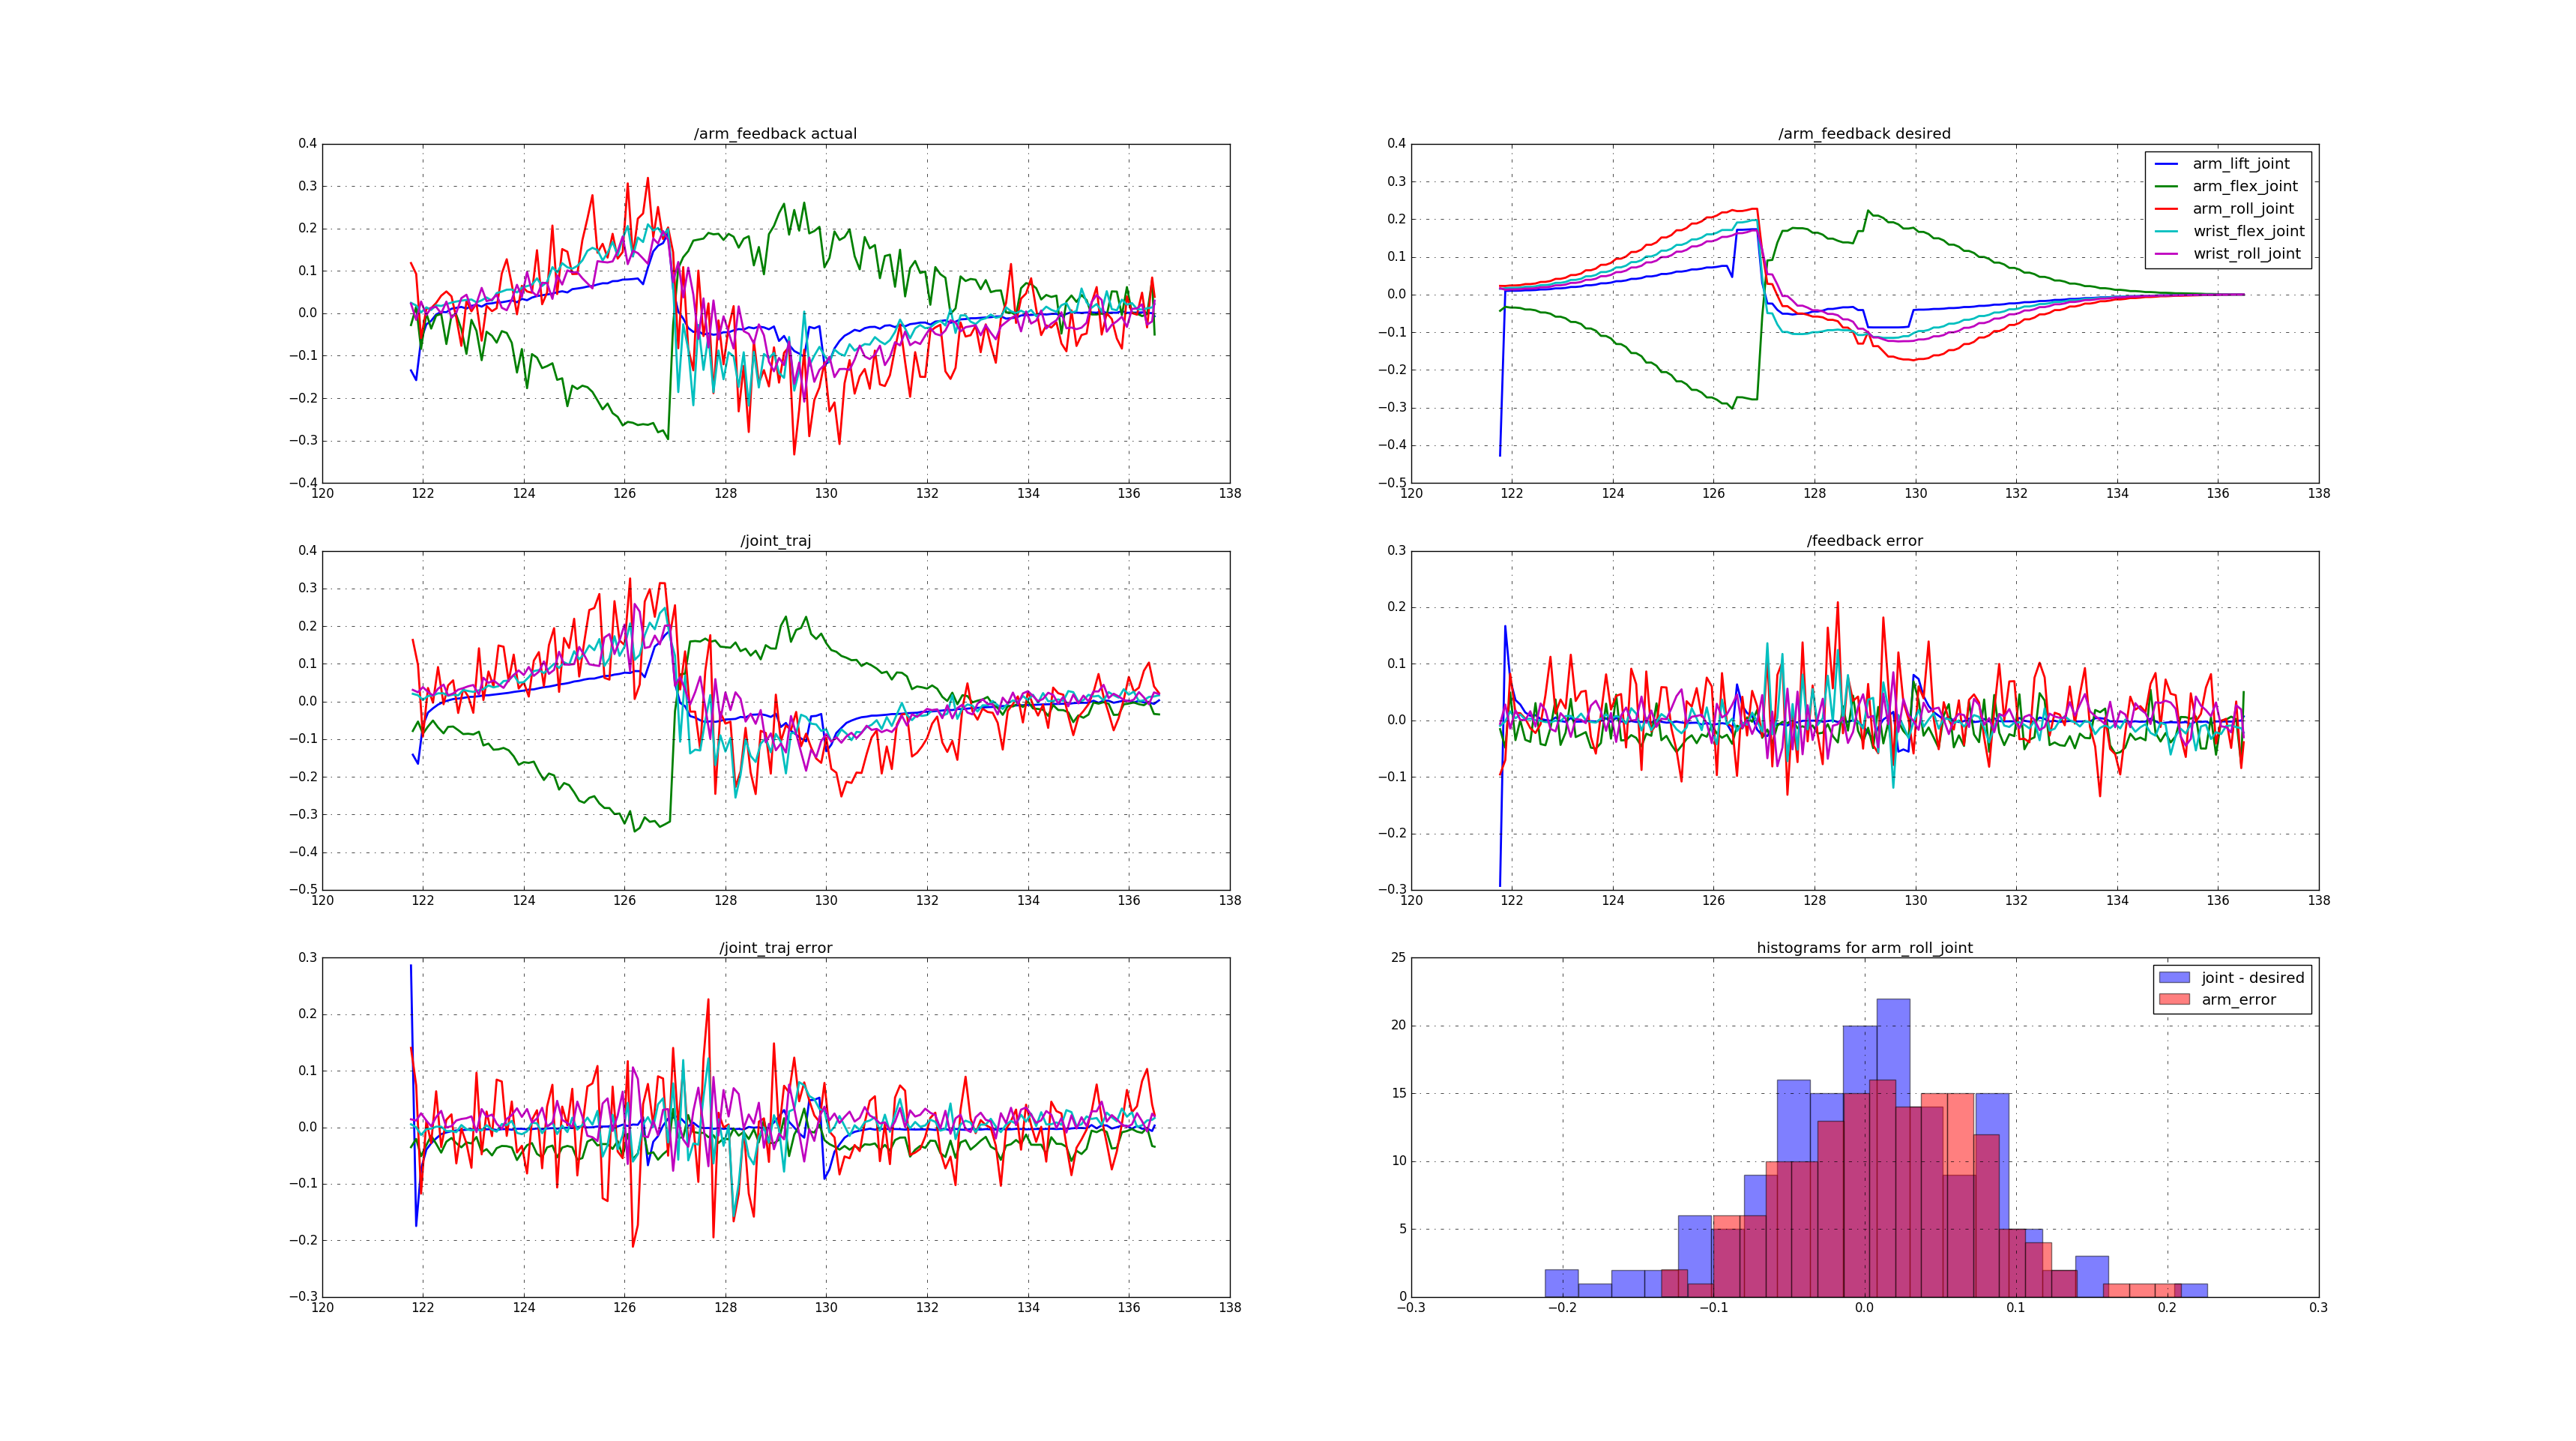 /arm_feedback actual
0.4
0.3
0.2
0.1
0.0
−0.1
−0.2
−0.3
−0.4
120 122 124 126 128 130 132 134 136 138
/arm_feedback desired
0.4
0.3
0.2
0.1
0.0
−0.1
−0.2
−0.3
−0.4
−0.5
120 122 124 126 128 130 132 134 136 138
arm_lift_joint
arm_flex_joint
arm_roll_joint
wrist_flex_joint
wrist_roll_joint
/joint_traj
0.4
0.3
0.2
0.1
0.0
−0.1
−0.2
−0.3
−0.4
−0.5
120 122 124 126 128 130 132 134 136 138
/feedback error
0.3
0.2
0.1
0.0
−0.1
−0.2
−0.3
120 122 124 126 128 130 132 134 136 138
/joint_traj error
0.3
0.2
0.1
0.0
−0.1
−0.2
−0.3
120 122 124 126 128 130 132 134 136 138
histograms for arm_roll_joint
25
20
15
10
5
0
−0.3 −0.2 −0.1 0.0 0.1 0.2 0.3
joint - desired
arm_error